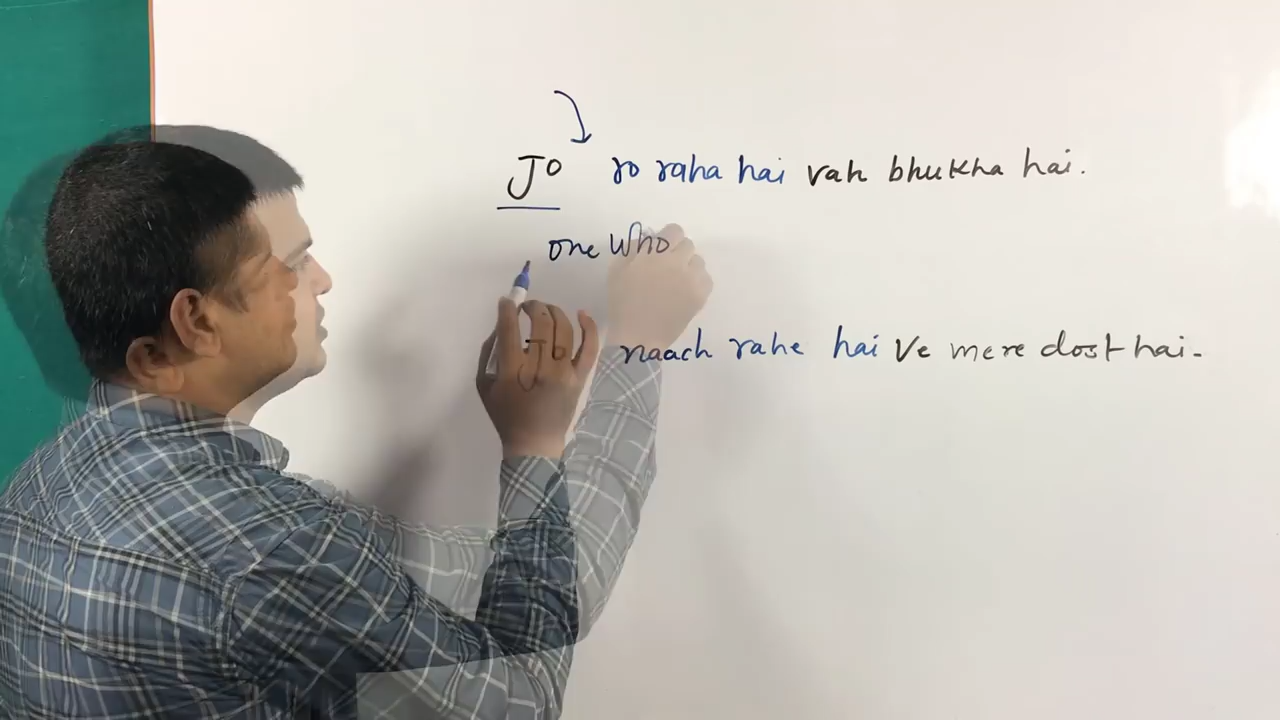 Jo ro raha hai vah bhukha hai.
one who
Jo naach rahe hai Ve mere dost hai.